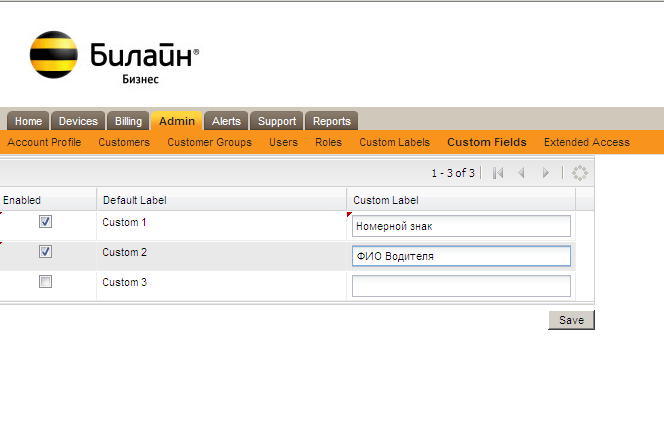 Билайн®
Бизнес
Home Devices Billing Admin Alerts Support Reports
Account Profile Customers Customer Groups Users Roles Custom Labels Custom Fields Extended Access
1 - 3 of 3
Enabled Default Label Custom Label
Custom 1 Номерной знак
Custom 2 ФИО Водителя
Custom 3
Save